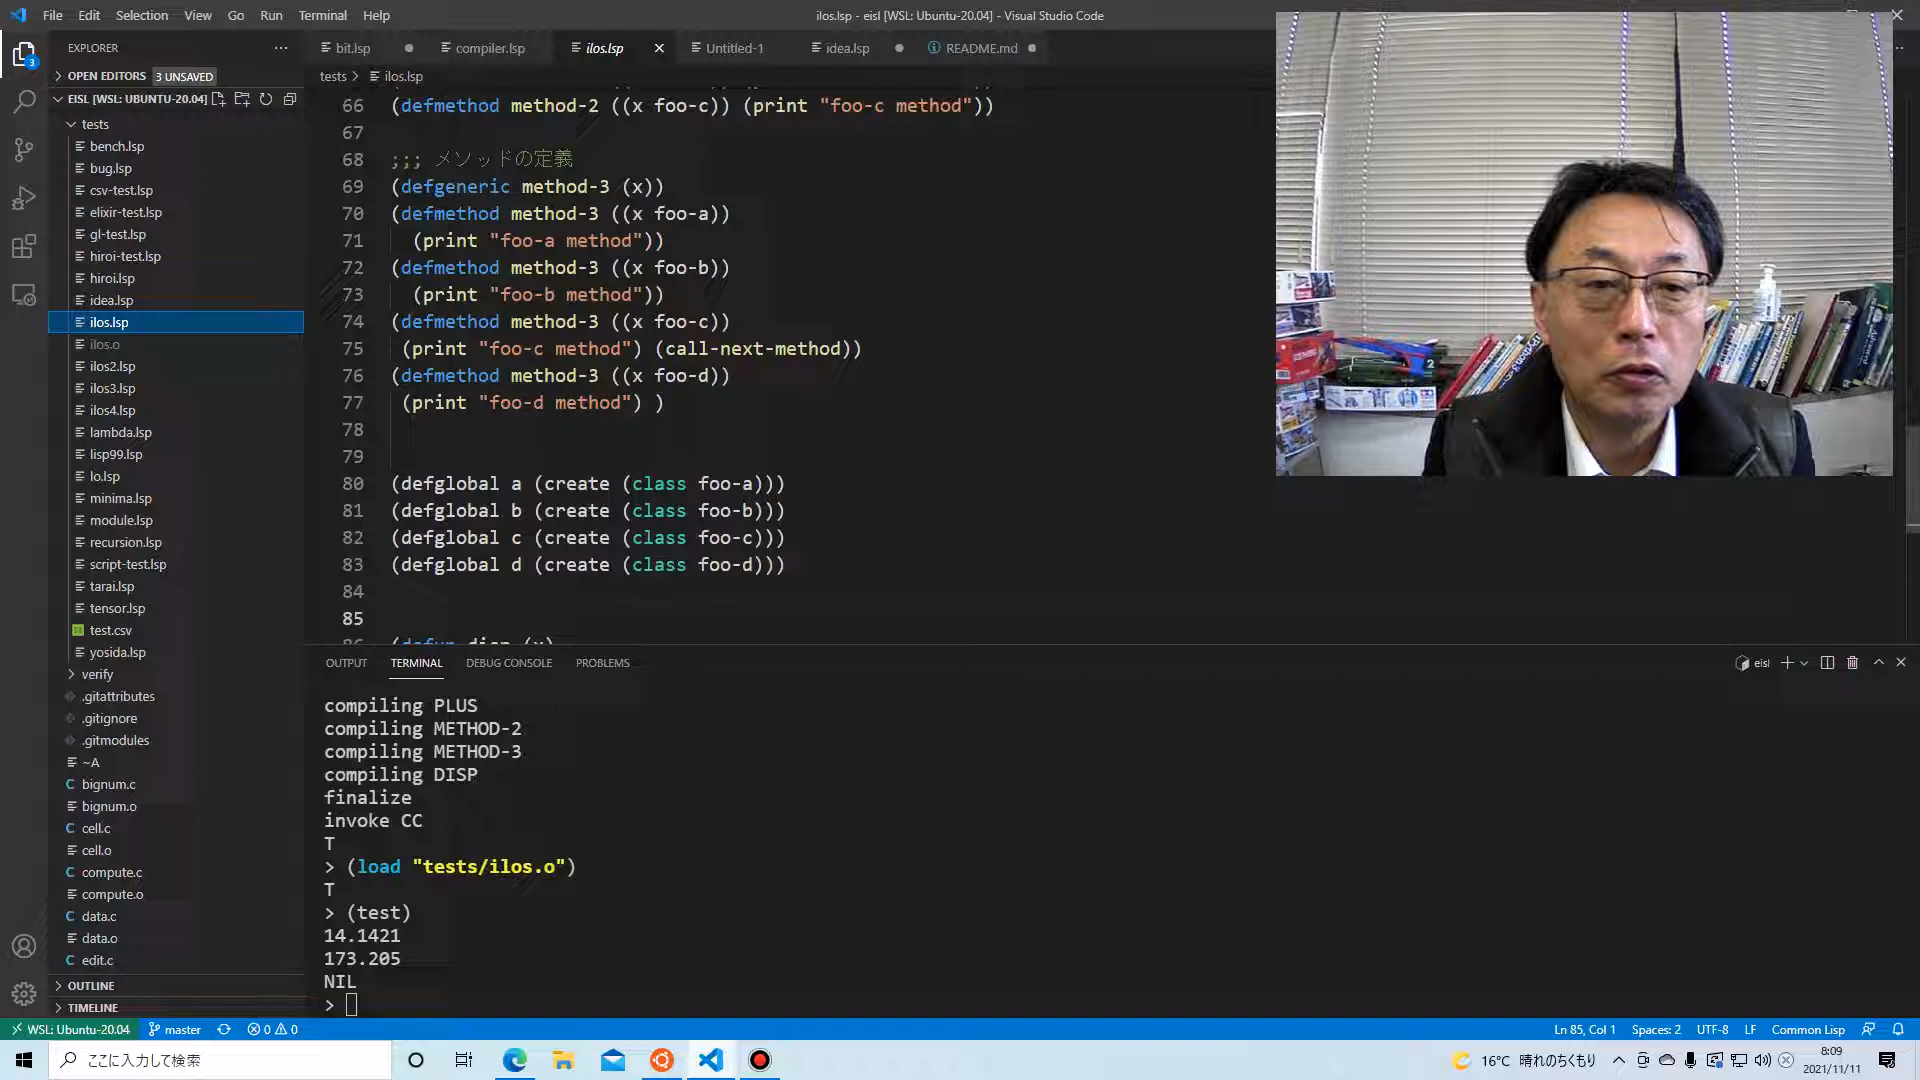 File Edit Selection View Go Run Terminal Help
ilos.lsp - eisl [WSL: Ubuntu-20.04] - Visual Studio Code
EXPLORER
bit.lsp
compiler.lsp
ilos.lsp
Untitled-1
idea.lsp
README.md
OPEN EDITORS 3 UNSAVED
tests > ilos.lsp
EISL [WSL: UBUNTU-20.04]
tests
bench.lsp
bug.lsp
csv-test.lsp
elixir-test.lsp
gl-test.lsp
hiroi-test.lsp
hiroi.lsp
idea.lsp
ilos.lsp
ilos.o
ilos2.lsp
ilos3.lsp
ilos4.lsp
lambda.lsp
lisp99.lsp
lo.lsp
minima.lsp
module.lsp
recursion.lsp
script-test.lsp
tarai.lsp
tensor.lsp
test.csv
yosida.lsp
verify
.gitattributes
.gitignore
.gitmodules
~A
C bignum.c
bignum.o
C cell.c
cell.o
C compute.c
compute.o
C data.c
data.o
C edit.c
OUTLINE
TIMELINE
3
66 (defmethod method-2 ((x foo-c)) (print "foo-c method"))
67
68 ;;; メソッドの定義
69 (defgeneric method-3 (x))
70 (defmethod method-3 ((x foo-a))
71 (print "foo-a method"))
72 (defmethod method-3 ((x foo-b))
73 (print "foo-b method"))
74 (defmethod method-3 ((x foo-c))
75 (print "foo-c method") (call-next-method))
76 (defmethod method-3 ((x foo-d))
77 (print "foo-d method") )
78
79
80 (defglobal a (create (class foo-a)))
81 (defglobal b (create (class foo-b)))
82 (defglobal c (create (class foo-c)))
83 (defglobal d (create (class foo-d)))
84
85
86 (defun disp (x)
OUTPUT TERMINAL DEBUG CONSOLE PROBLEMS
eisl
compiling PLUS
compiling METHOD-2
compiling METHOD-3
compiling DISP
finalize
invoke CC
T
> (load "tests/ilos.o")
T
> (test)
14.1421
173.205
NIL
>
WSL: Ubuntu-20.04 master 0 0
Ln 85, Col 1 Spaces: 2 UTF-8 LF Common Lisp
ここに入力して検索
16°C 晴れのちくもり
8:09
2021/11/11